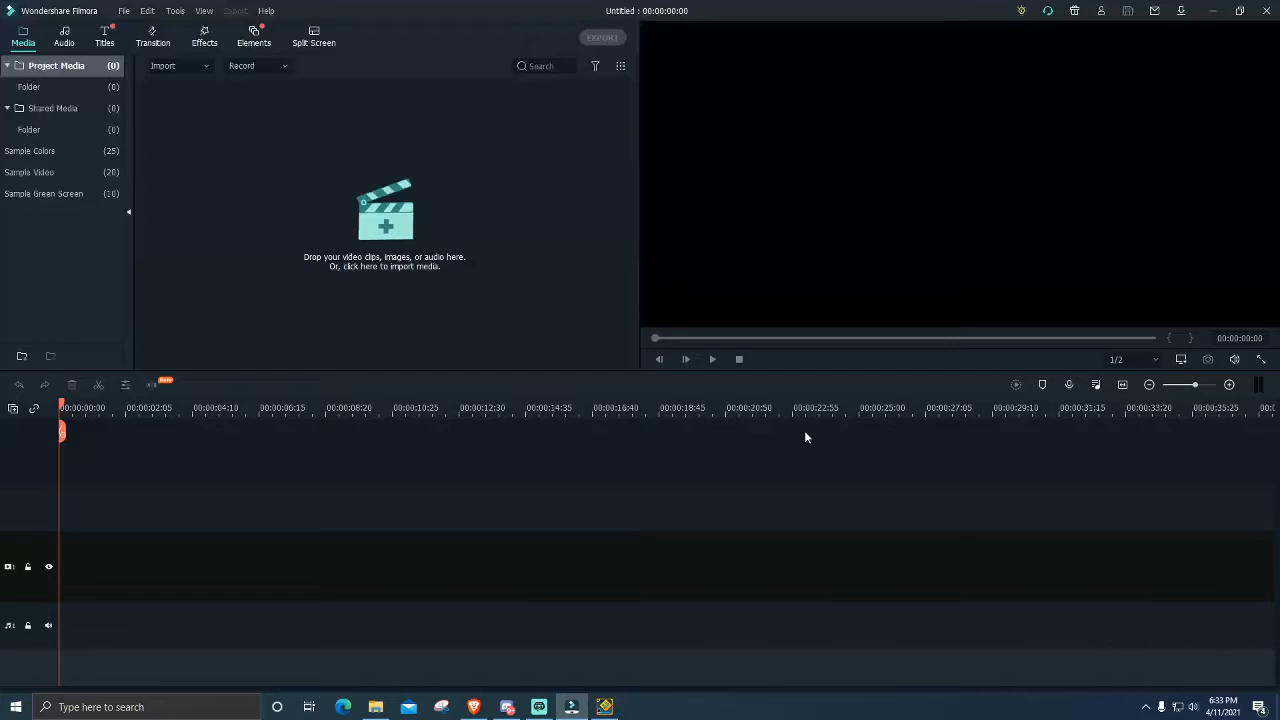 Wondershare Filmora File Edit Tools View Export Help Untitled : 00:00:00:00
Media Audio Titles Transition Effects Elements Split Screen EXPORT
Project Media (0) Import Record Search
Folder (0)
Shared Media (0)
Folder (0)
Sample Colors (25)
Sample Video (20)
Sample Green Screen (10)
Drop your video clips, images, or audio here.
Or, click here to import media.
00:00:00:00
1/2
00:00:00:00 00:00:02:05 00:00:04:10 00:00:06:15 00:00:08:20 00:00:10:25 00:00:12:30 00:00:14:35 00:00:16:40 00:00:18:45 00:00:20:50 00:00:22:55 00:00:25:00 00:00:27:05 00:00:29:10 00:00:31:15 00:00:33:20 00:00:35:25
1
1
Type here to search
6:33 PM
4/11/2021